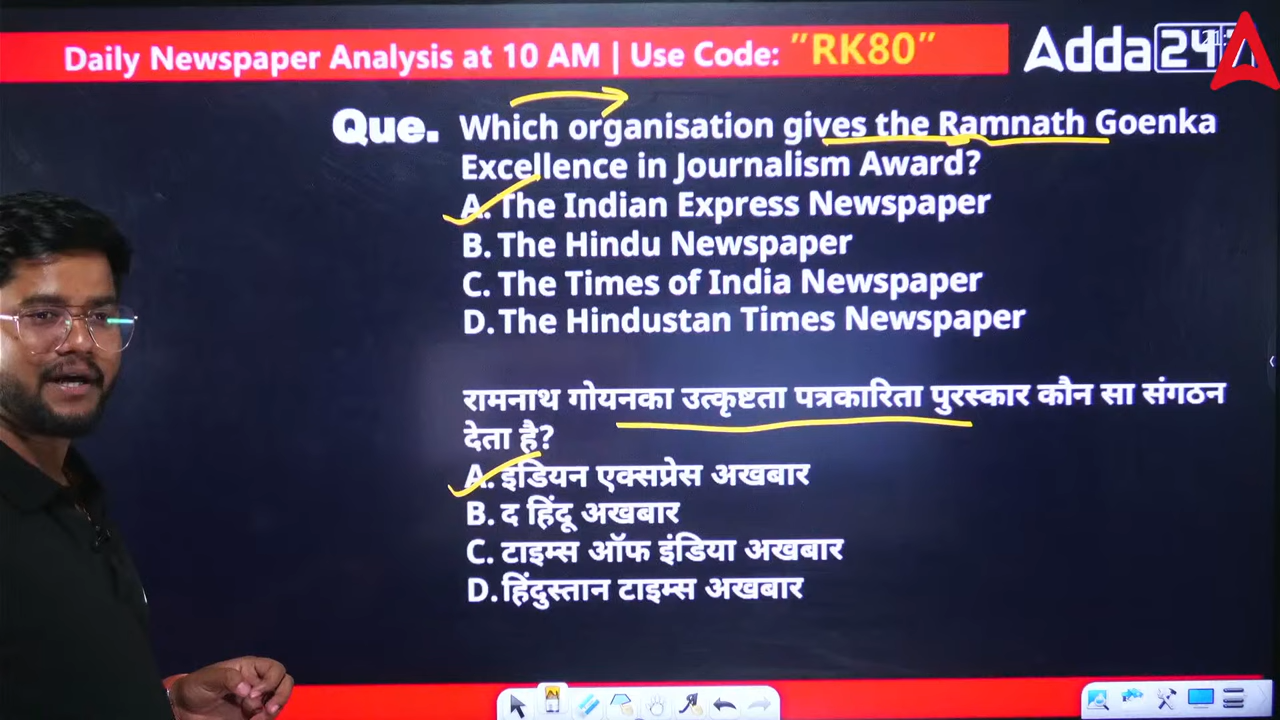 Daily Newspaper Analysis at 10 AM | Use Code: "RK80"
Adda
Que. Which organisation gives the Ramnath Goenka
Excellence in Journalism Award?
A. The Indian Express Newspaper
B. The Hindu Newspaper
C. The Times of India Newspaper
D. The Hindustan Times Newspaper
रामनाथ गोयनका उत्कृष्टता पत्रकारिता पुरस्कार कौन सा संगठन
देता है?
A. इंडियन एक्सप्रेस अखबार
B. द हिंदू अखबार
C. टाइम्स ऑफ इंडिया अखबार
D. हिंदुस्तान टाइम्स अखबार